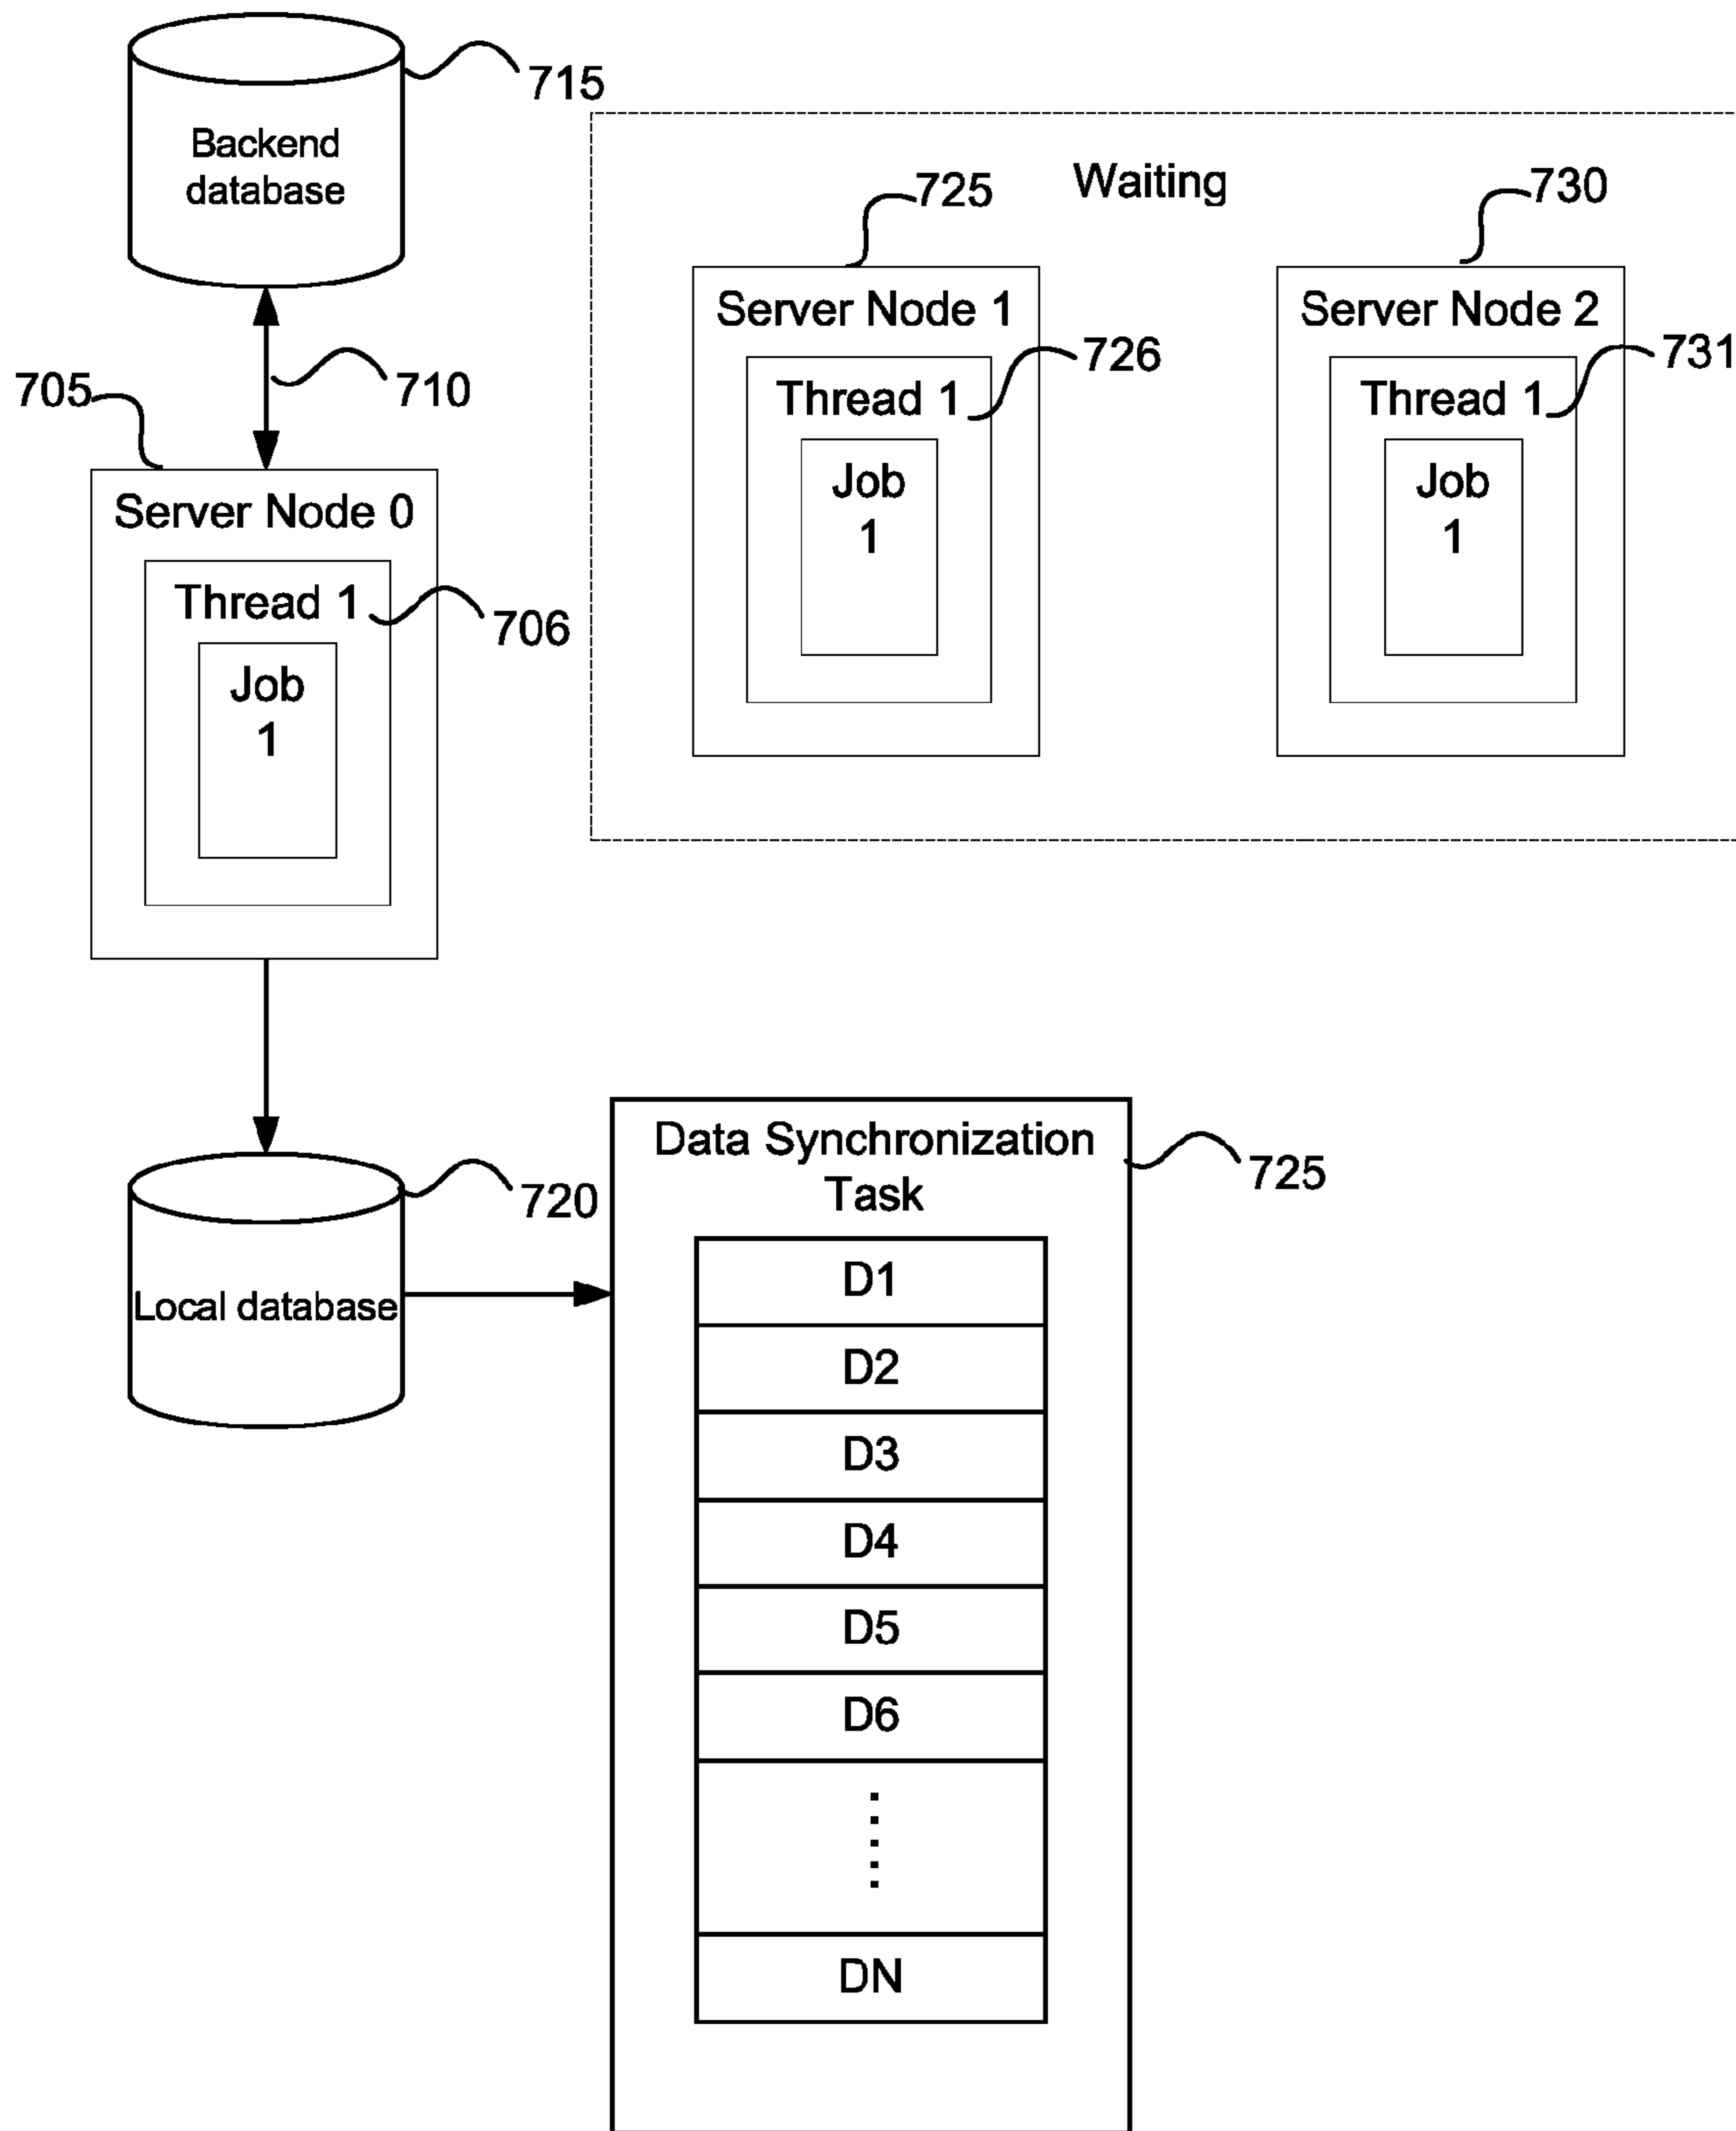 715
Backend
database
Waiting
725
730
Server Node 1
Server Node 2
726
731
Thread 1
Thread 1
Job
1
Job
1
705
710
Server Node 0
Thread 1
706
Job
1
Data Synchronization
Task
725
720
Local database
D1
D2
D3
D4
D5
D6
DN